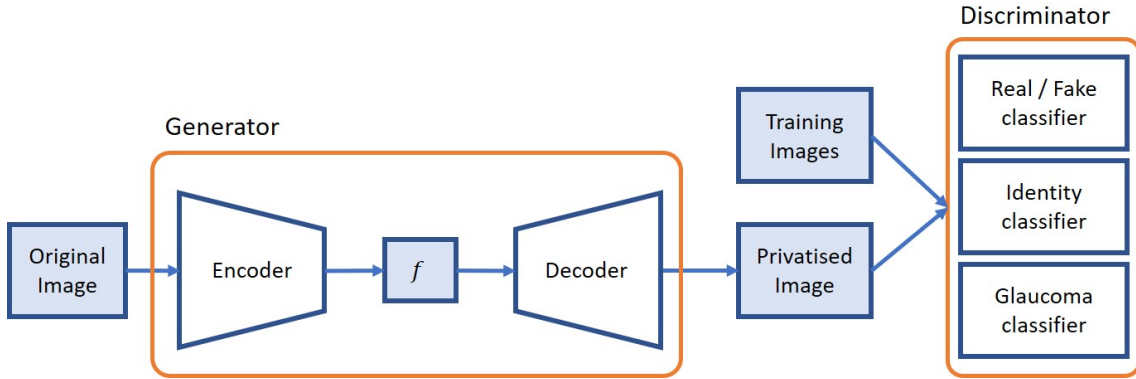 Discriminator
Generator
Original
Image
Encoder
f
Decoder
Training
Images
Privatised
Image
Real / Fake
classifier
Identity
classifier
Glaucoma
classifier